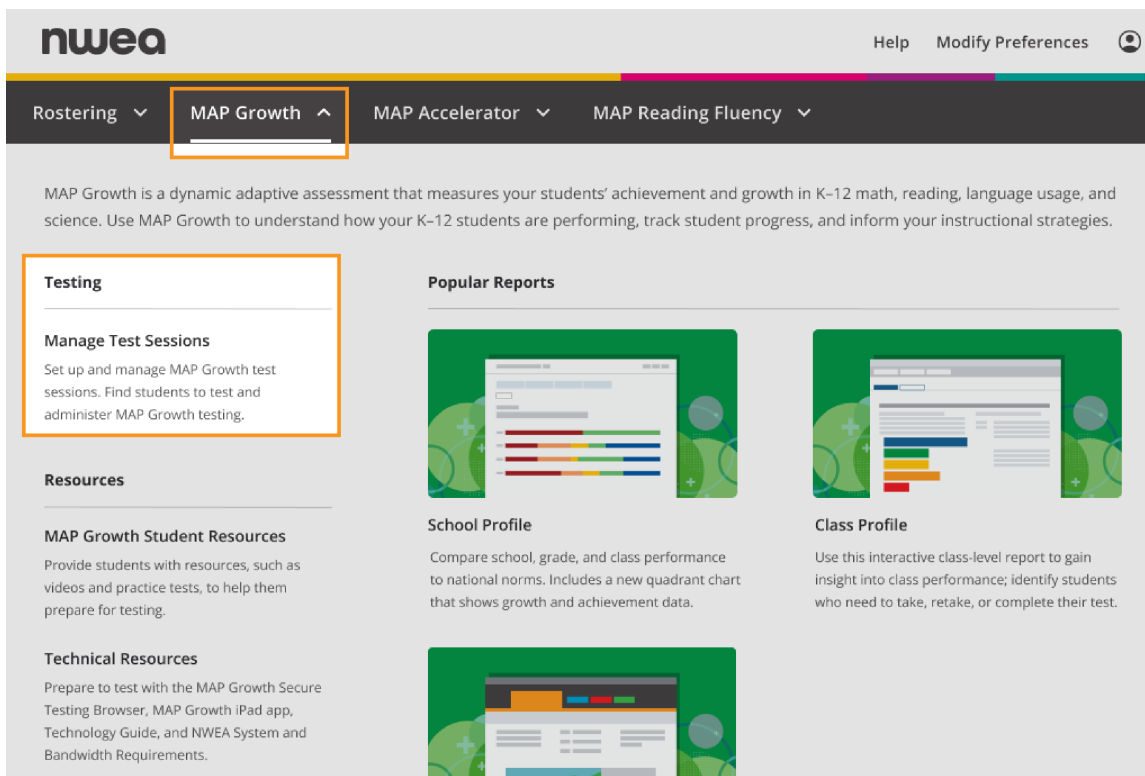 nwea
Help Modify Preferences
Rostering MAP Growth MAP Accelerator MAP Reading Fluency
MAP Growth is a dynamic adaptive assessment that measures your students’ achievement and growth in K–12 math, reading, language usage, and
science. Use MAP Growth to understand how your K–12 students are performing, track student progress, and inform your instructional strategies.
Testing
Manage Test Sessions
Set up and manage MAP Growth test
sessions. Find students to test and
administer MAP Growth testing.
Resources
MAP Growth Student Resources
Provide students with resources, such as
videos and practice tests, to help them
prepare for testing.
Technical Resources
Prepare to test with the MAP Growth Secure
Testing Browser, MAP Growth iPad app,
Technology Guide, and NWEA System and
Bandwidth Requirements.
Popular Reports
School Profile
Compare school, grade, and class performance
to national norms. Includes a new quadrant chart
that shows growth and achievement data.
Class Profile
Use this interactive class-level report to gain
insight into class performance; identify students
who need to take, retake, or complete their test.